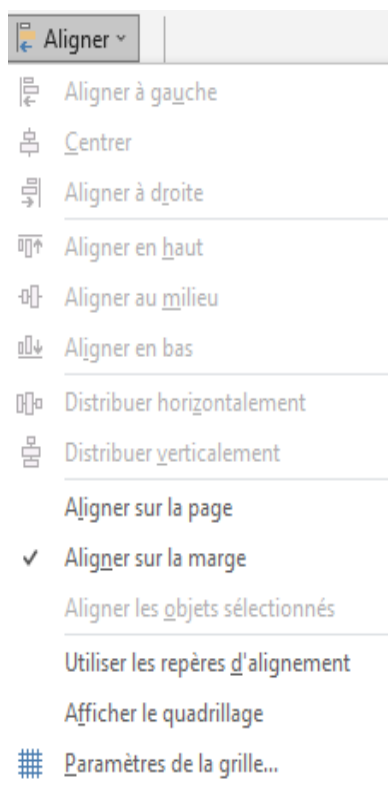 Aligner
Aligner à gauche
Centrer
Aligner à droite
Aligner en haut
Aligner au milieu
Aligner en bas
Distribuer horizontalement
Distribuer verticalement
Aligner sur la page
Aligner sur la marge
Aligner les objets sélectionnés
Utiliser les repères d'alignement
Afficher le quadrillage
Paramètres de la grille...